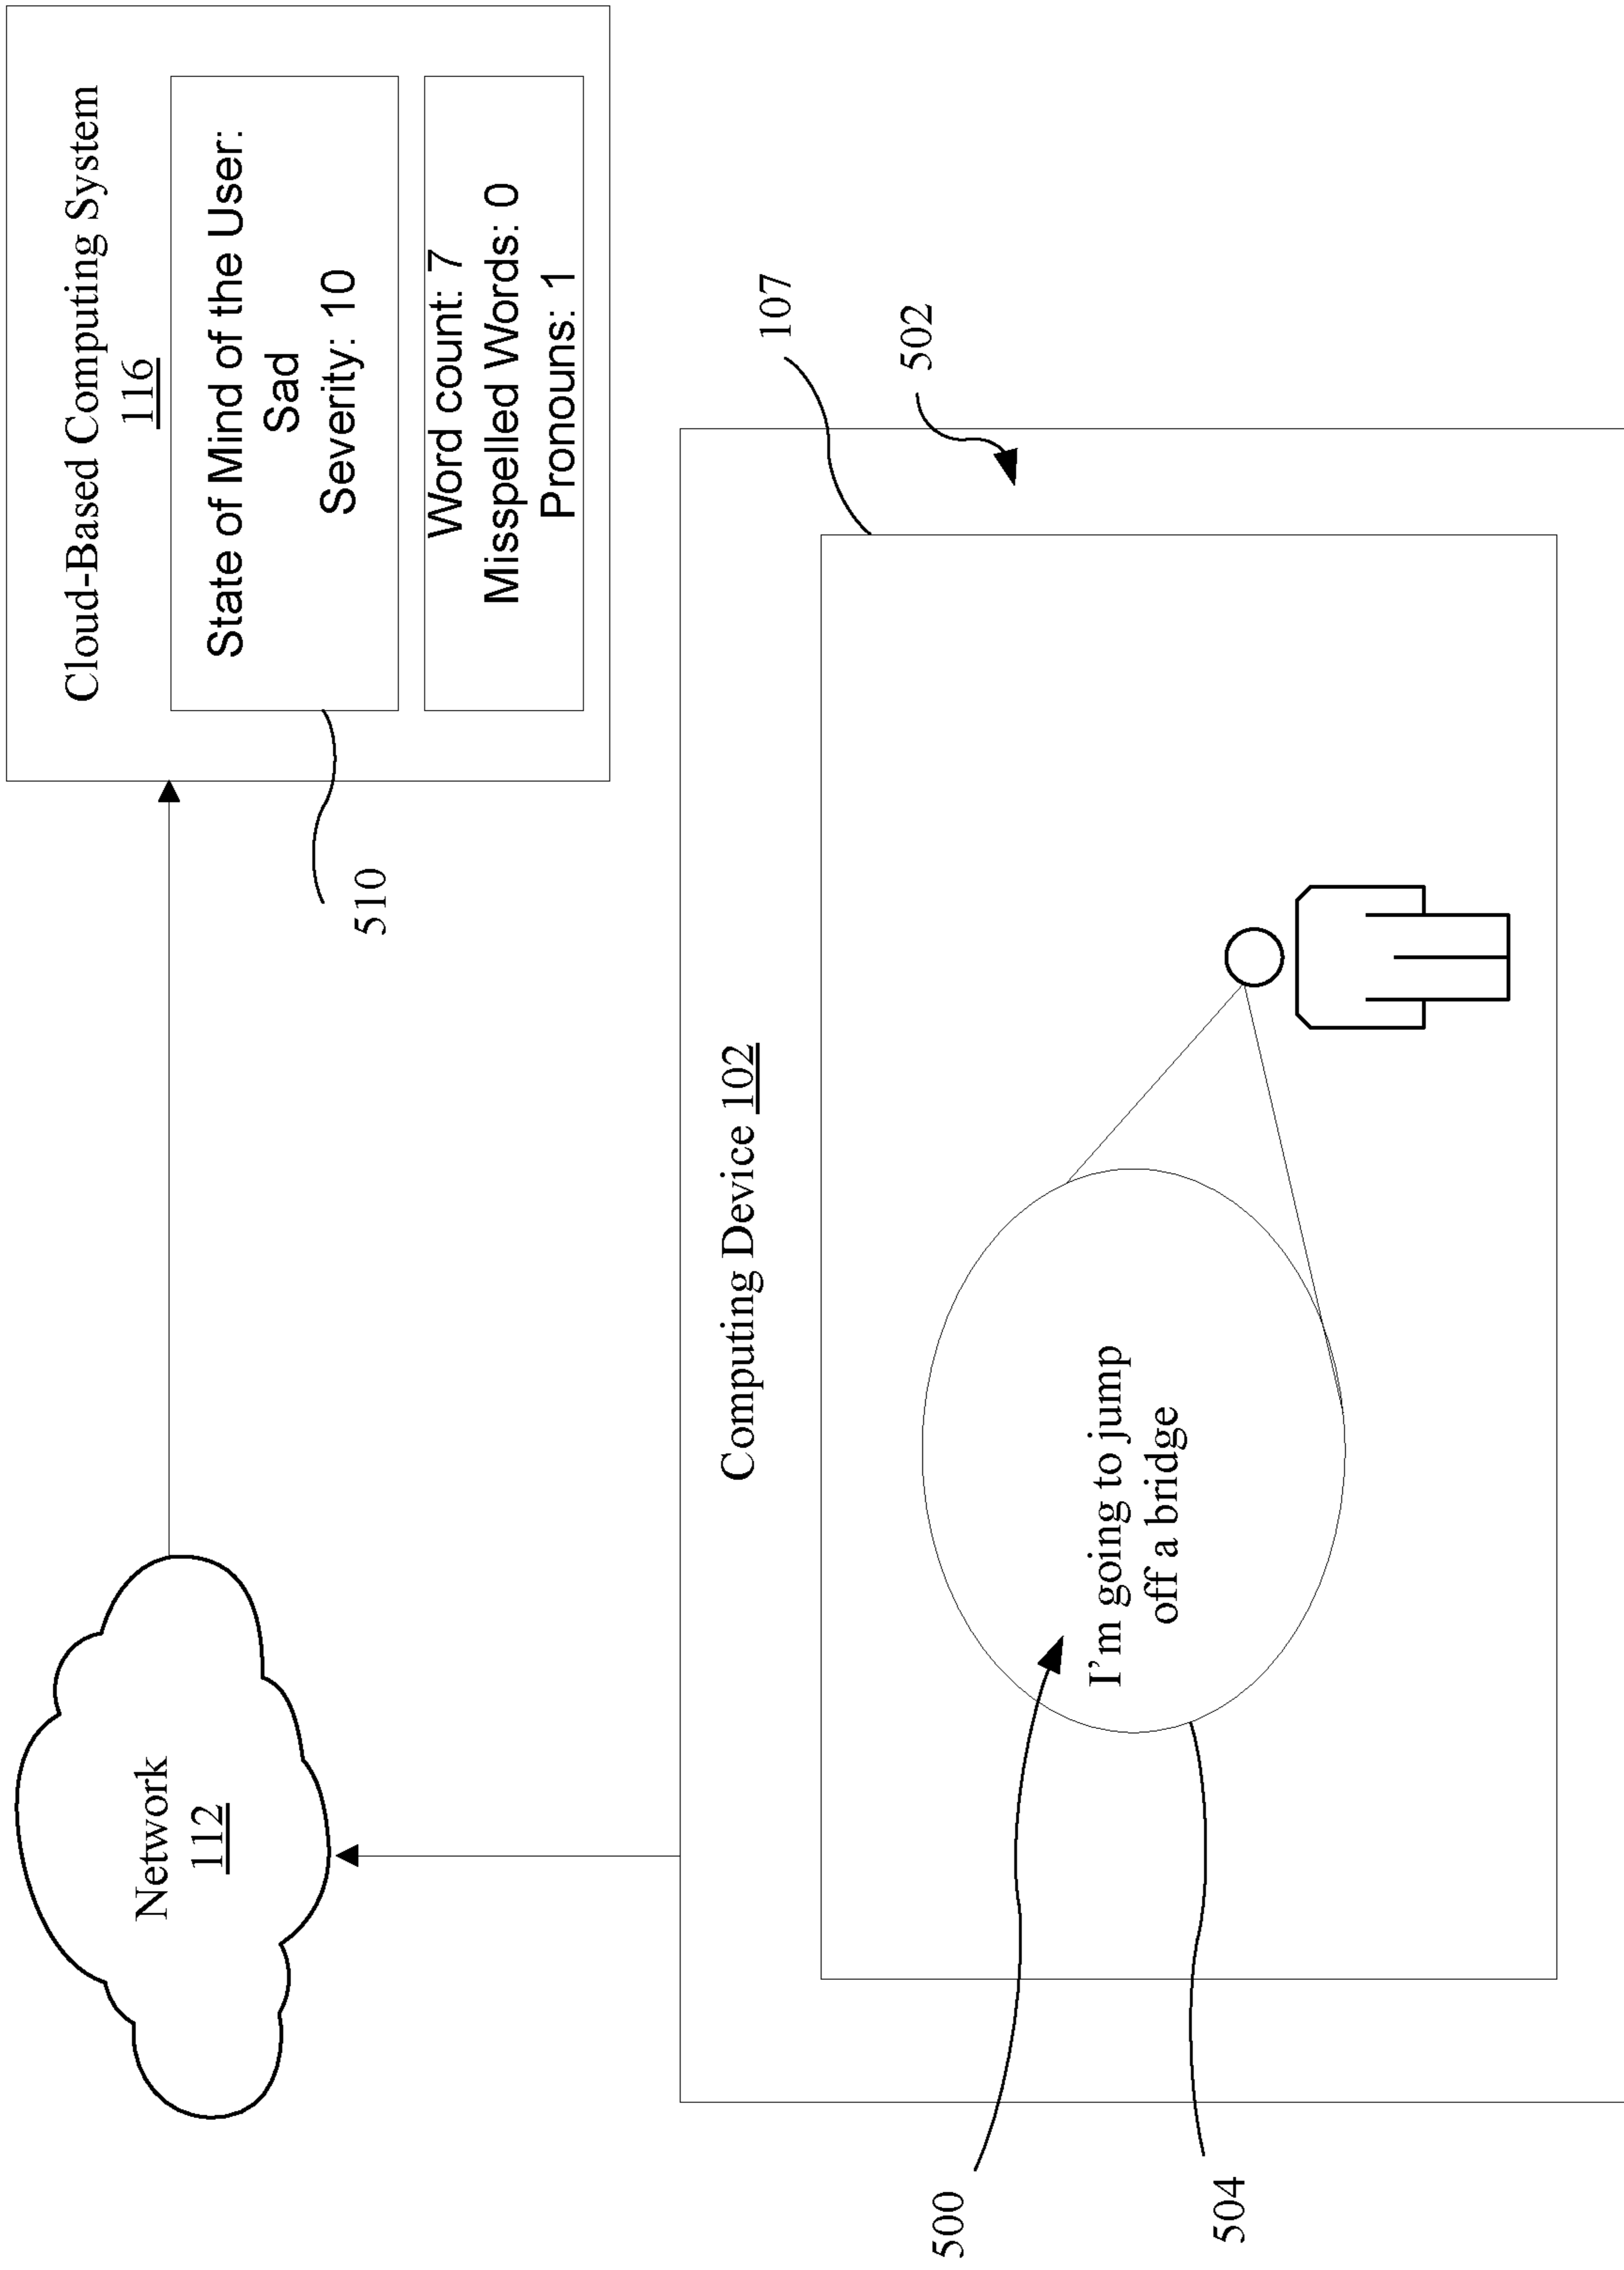 Network
112
Cloud-Based Computing System
116
State of Mind of the User:
Sad
Severity: 10
Word count: 7
Misspelled Words: 0
Pronouns: 1
510
Computing Device 102
107
502
I'm going to jump
off a bridge
500
504